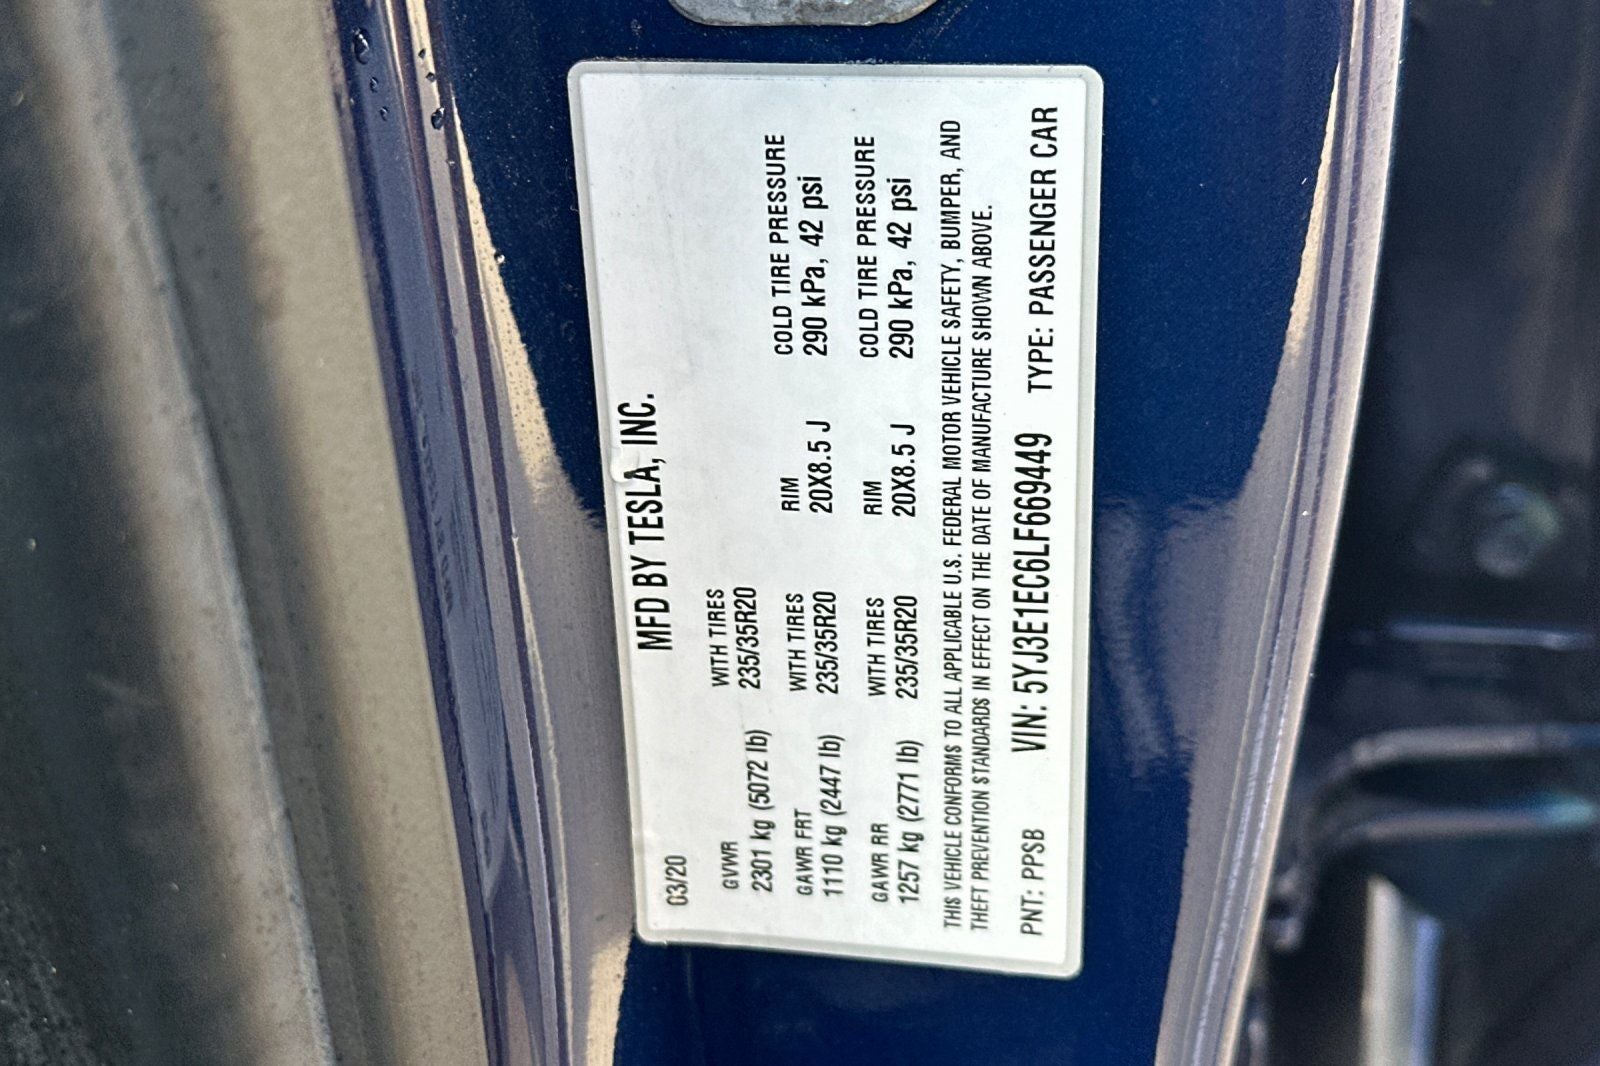 MFD BY TESLA, INC.
03/20
GVWR WITH TIRES
2301 kg (5072 lb) 235/35R20
GAWR FRT WITH TIRES RIM COLD TIRE PRESSURE
1110 kg (2447 lb) 235/35R20 20X8.5 J 290 kPa, 42 psi
GAWR RR WITH TIRES RIM COLD TIRE PRESSURE
1257 kg (2771 lb) 235/35R20 20X8.5 J 290 kPa, 42 psi
THIS VEHICLE CONFORMS TO ALL APPLICABLE U.S. FEDERAL MOTOR VEHICLE SAFETY, BUMPER, AND
THEFT PREVENTION STANDARDS IN EFFECT ON THE DATE OF MANUFACTURE SHOWN ABOVE.
PNT: PPSB VIN: 5YJ3E1EC6LF669449 TYPE: PASSENGER CAR